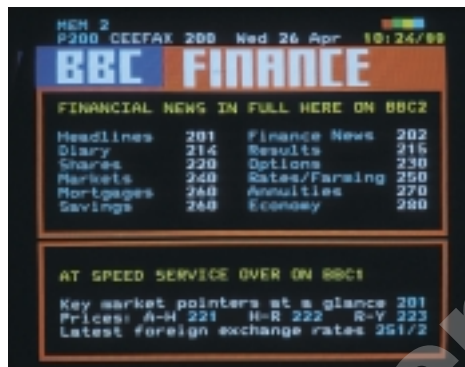 MEM 2
P200 CEEFAX 200 Wed 26 Apr 10:24/00
BBC FINANCE
FINANCIAL NEWS IN FULL HERE ON BBC2
Headlines 201 Finance News 202
Diary 214 Results 215
Shares 220 Options 230
Markets 240 Rates/Farming 250
Mortgages 260 Annuities 270
Savings 260 Economy 280
AT SPEED SERVICE OVER ON BBC1
Key market pointers at a glance 201
Prices: A-H 221 H-R 222 R-Y 223
Latest foreign exchange rates 251/2